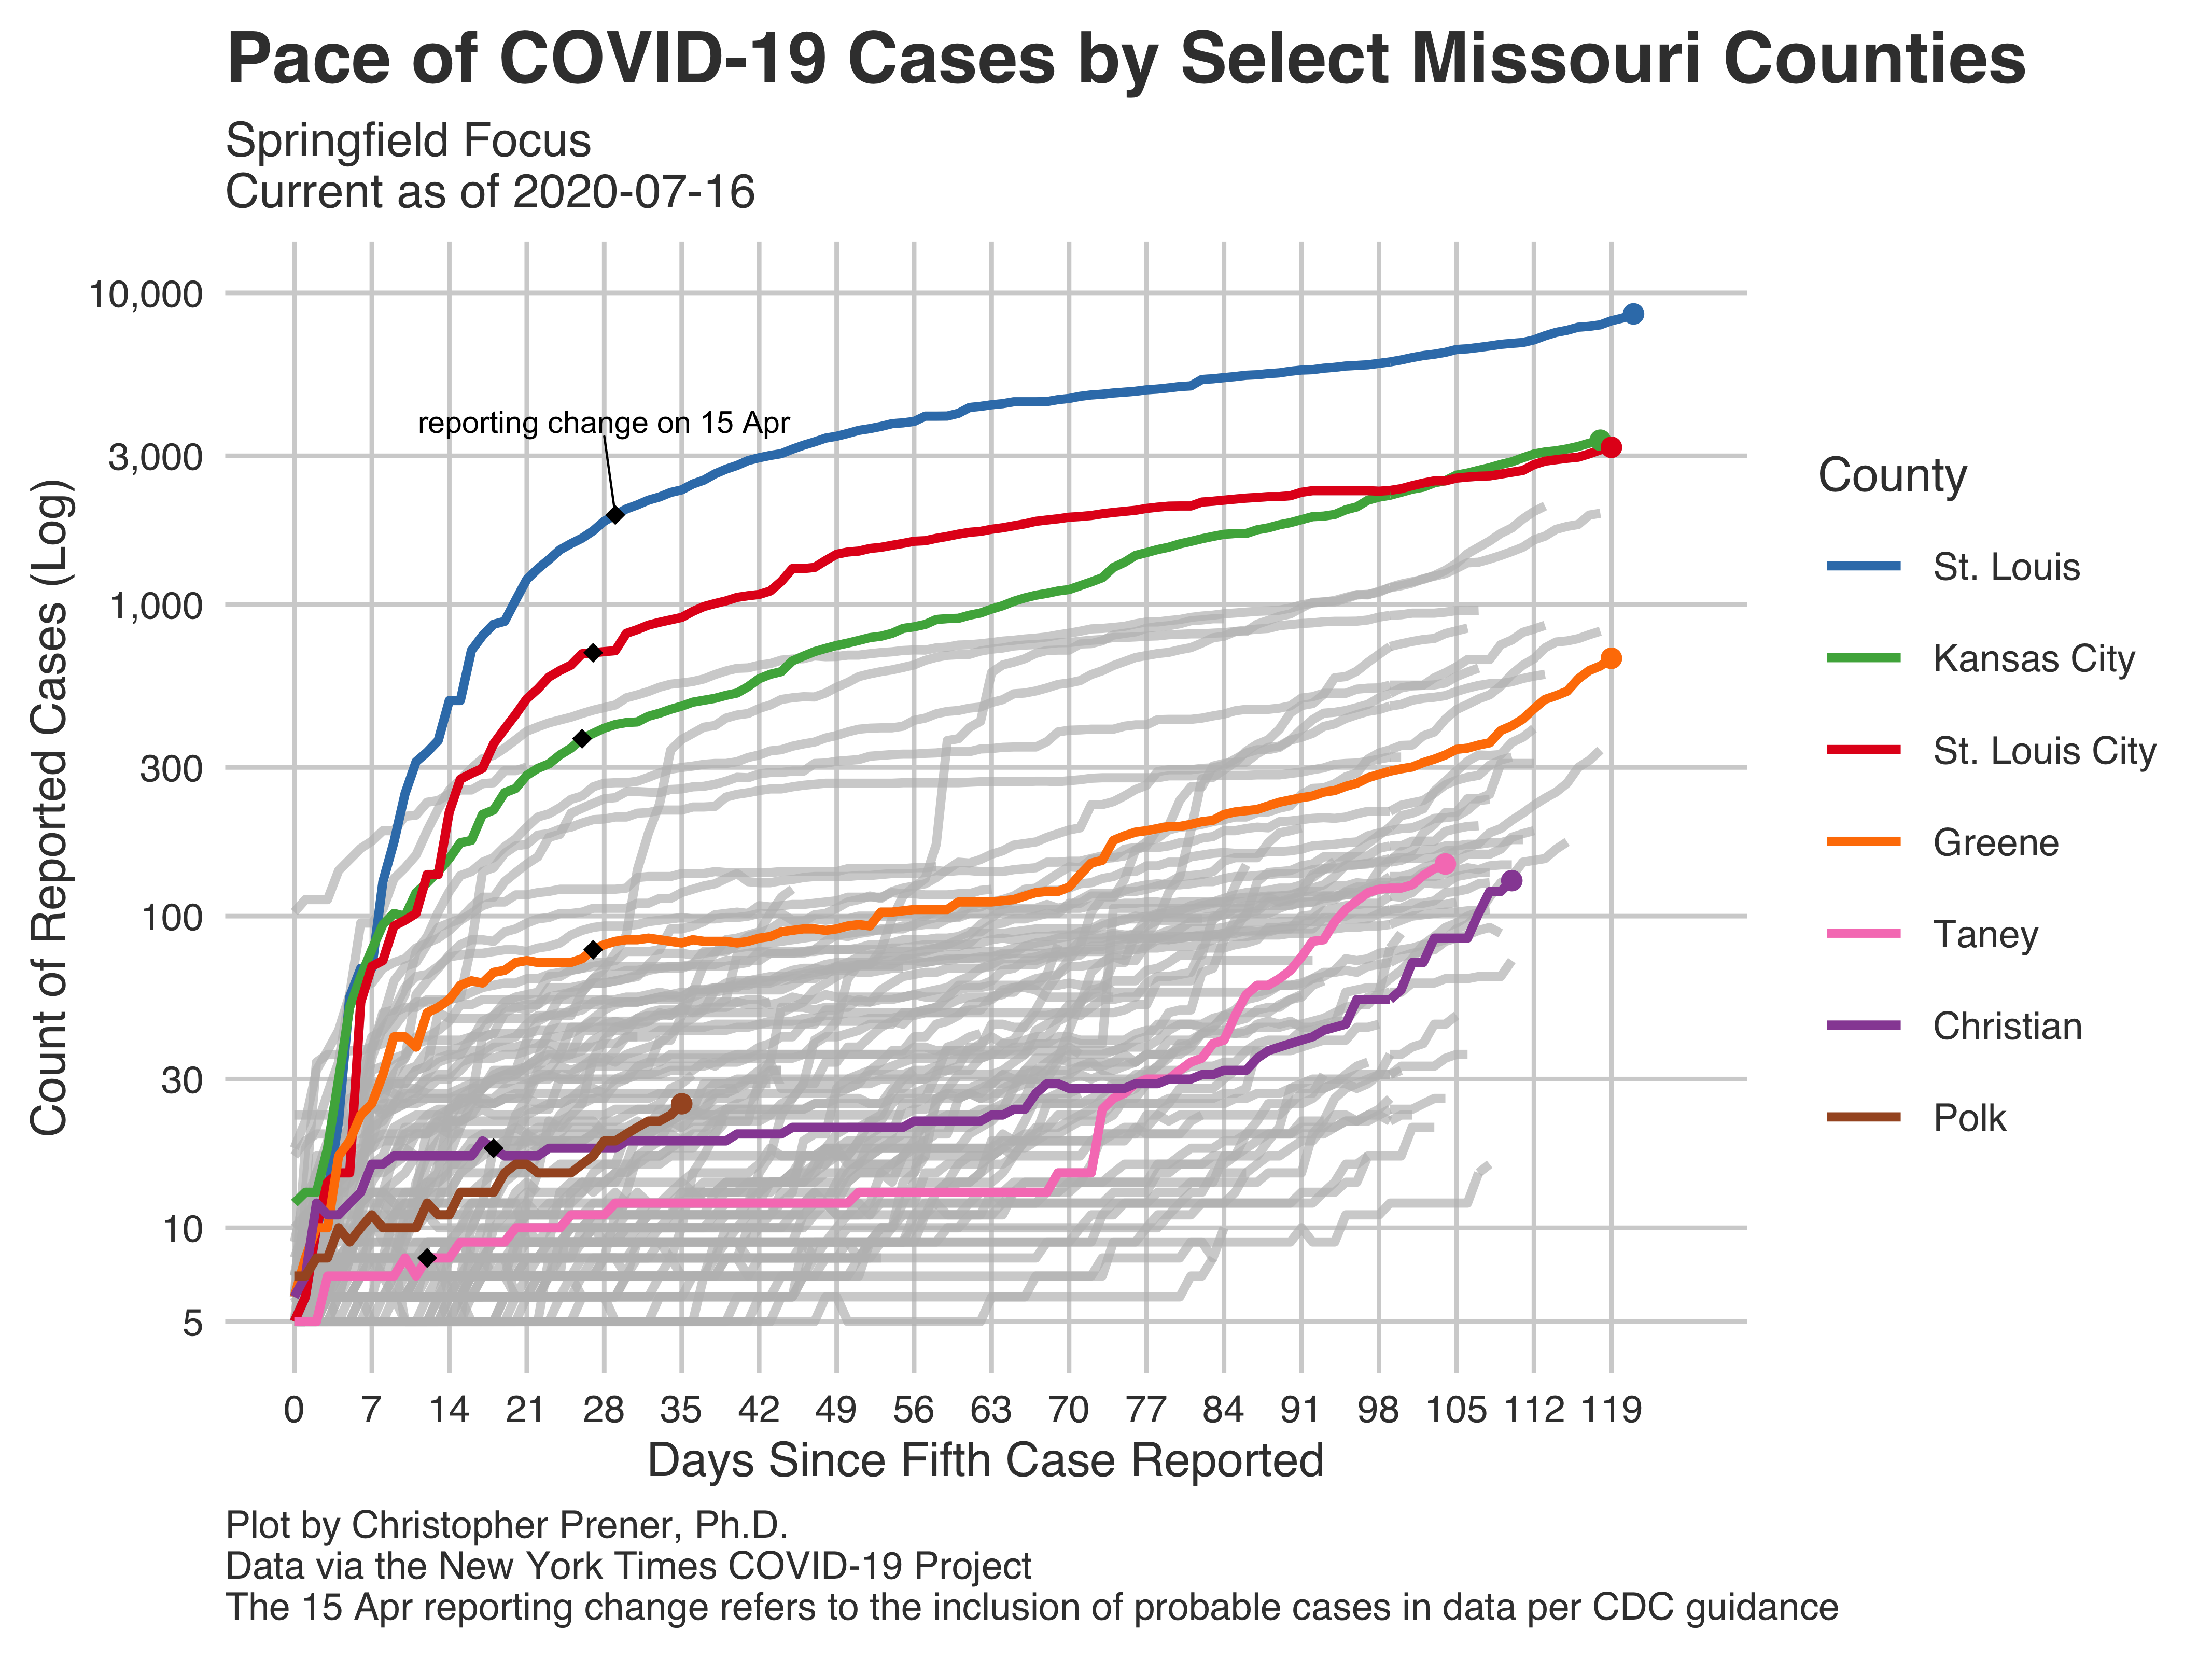 Pace of COVID-19 Cases by Select Missouri Counties
Springfield Focus
Current as of 2020-07-16
Count of Reported Cases (Log)
10,000
3,000
1,000
300
100
30
10
5
reporting change on 15 Apr
0 7 14 21 28 35 42 49 56 63 70 77 84 91 98 105 112 119
Days Since Fifth Case Reported
County
St. Louis
Kansas City
St. Louis City
Greene
Taney
Christian
Polk
Plot by Christopher Prener, Ph.D.
Data via the New York Times COVID-19 Project
The 15 Apr reporting change refers to the inclusion of probable cases in data per CDC guidance